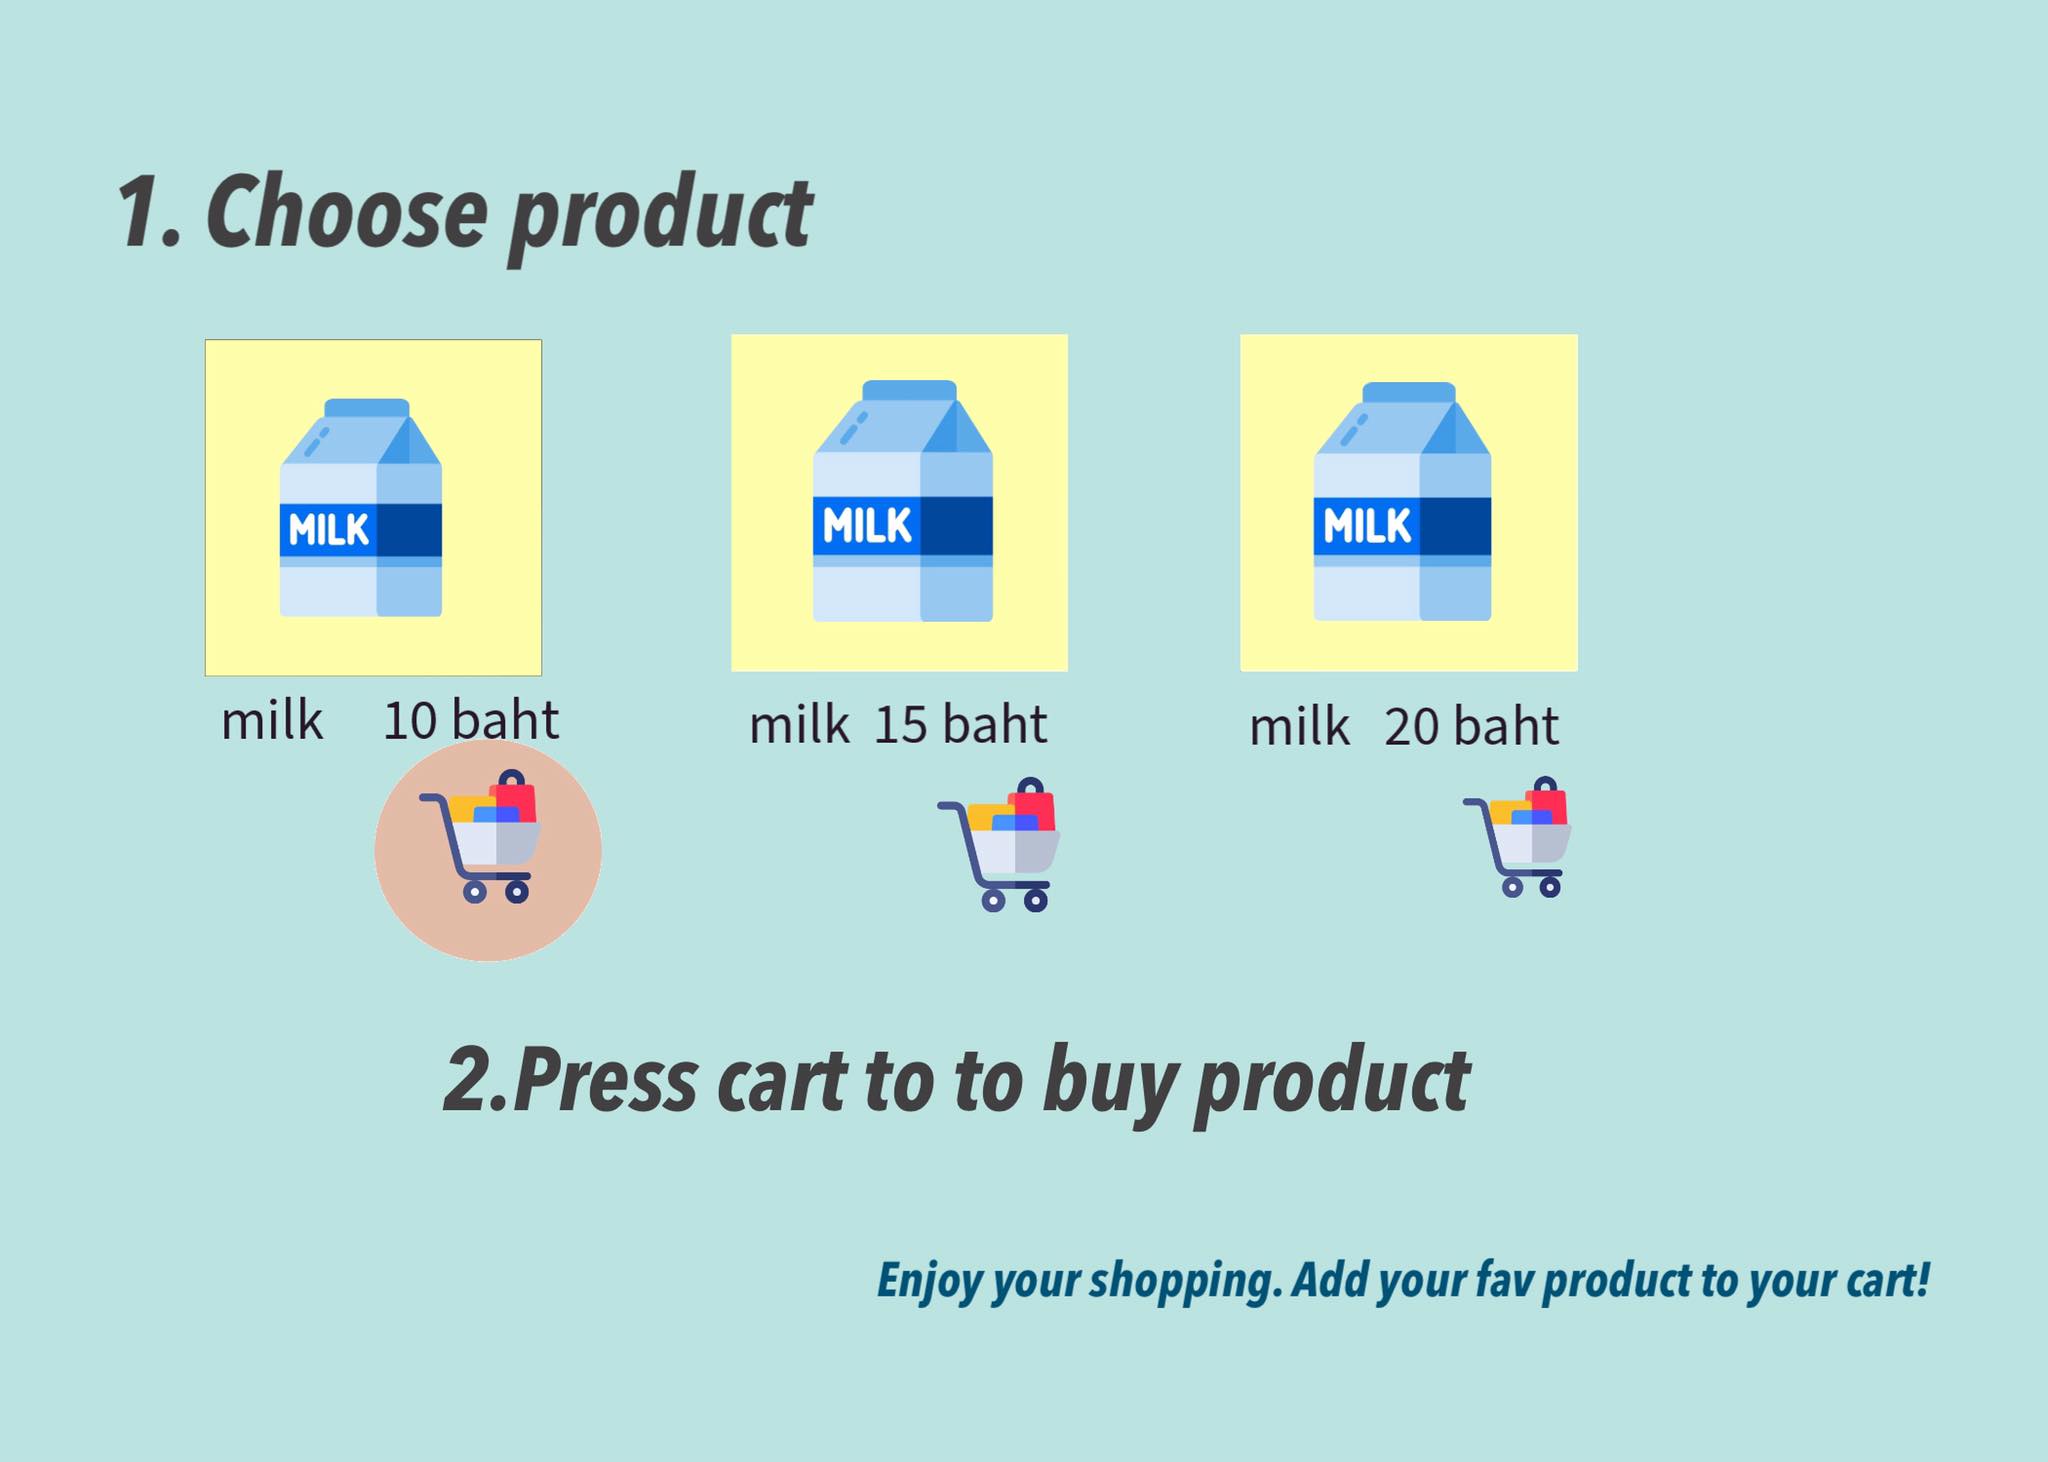 1. Choose product
MILK
MILK
MILK
milk 10 baht
milk 15 baht
milk 20 baht
2.Press cart to to buy product
Enjoy your shopping. Add your fav product to your cart!